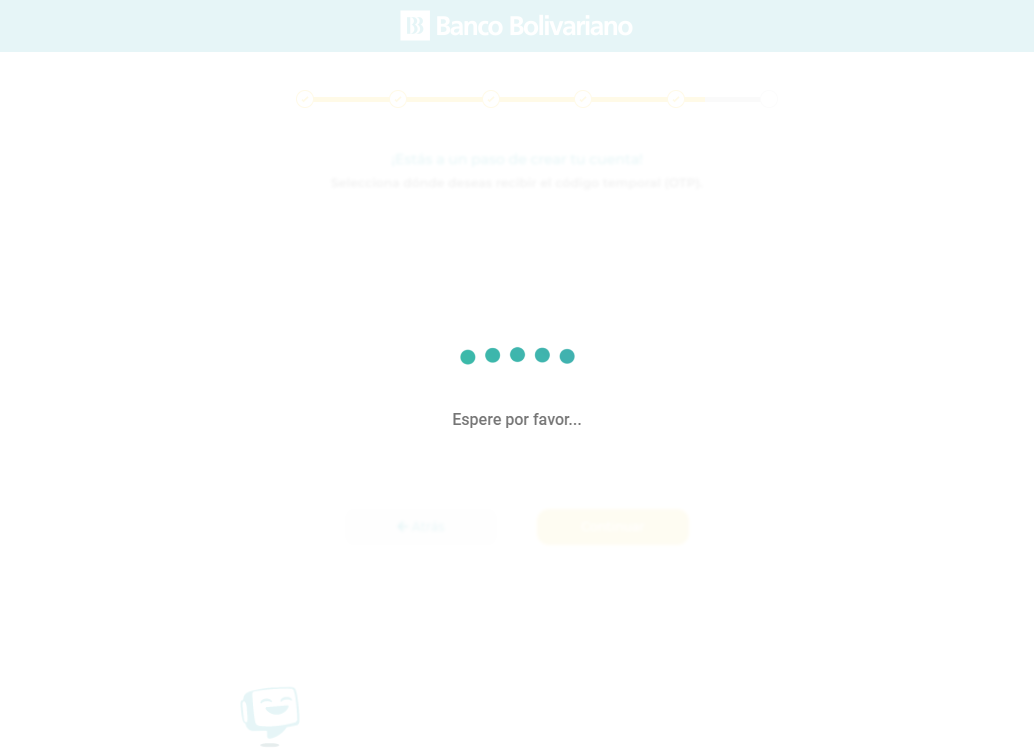 Banco Bolivariano
¡Estás a un paso de crear tu cuenta!
Selecciona dónde deseas recibir el código temporal (OTP).
Espere por favor...
Atrás